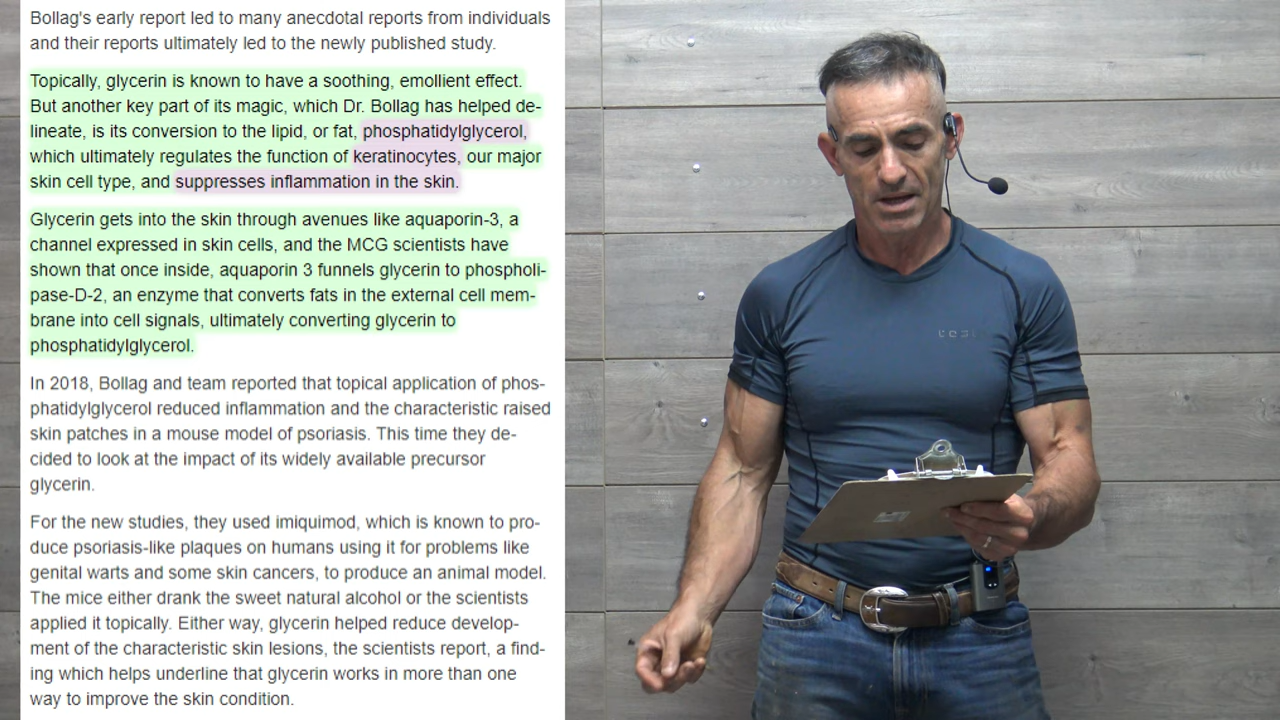 Bollag's early report led to many anecdotal reports from individuals
and their reports ultimately led to the newly published study.
Topically, glycerin is known to have a soothing, emollient effect.
But another key part of its magic, which Dr. Bollag has helped de-
lineate, is its conversion to the lipid, or fat, phosphatidylglycerol,
which ultimately regulates the function of keratinocytes, our major
skin cell type, and suppresses inflammation in the skin.
Glycerin gets into the skin through avenues like aquaporin-3, a
channel expressed in skin cells, and the MCG scientists have
shown that once inside, aquaporin 3 funnels glycerin to phospholi-
pase-D-2, an enzyme that converts fats in the external cell mem-
brane into cell signals, ultimately converting glycerin to
phosphatidylglycerol.
In 2018, Bollag and team reported that topical application of phos-
phatidylglycerol reduced inflammation and the characteristic raised
skin patches in a mouse model of psoriasis. This time they de-
cided to look at the impact of its widely available precursor
glycerin.
For the new studies, they used imiquimod, which is known to pro-
duce psoriasis-like plaques on humans using it for problems like
genital warts and some skin cancers, to produce an animal model.
The mice either drank the sweet natural alcohol or the scientists
applied it topically. Either way, glycerin helped reduce develop-
ment of the characteristic skin lesions, the scientists report, a find-
ing which helps underline that glycerin works in more than one
way to improve the skin condition.